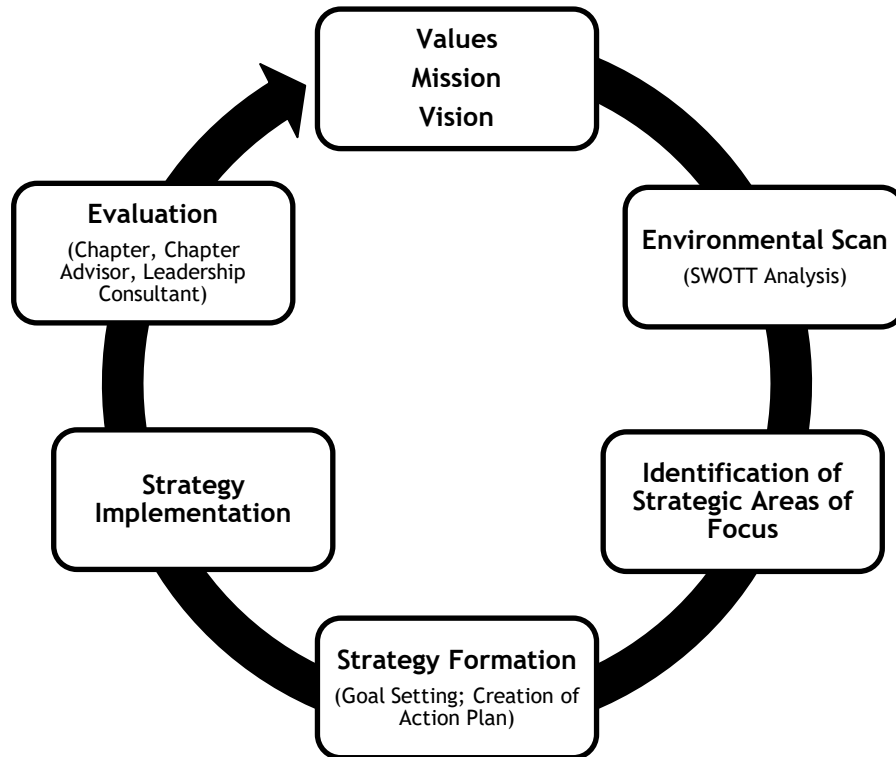 Values
Mission
Vision
Environmental Scan
(SWOTT Analysis)
Identification of
Strategic Areas of
Focus
Strategy Formation
(Goal Setting; Creation of
Action Plan)
Strategy
Implementation
Evaluation
(Chapter, Chapter
Advisor, Leadership
Consultant)